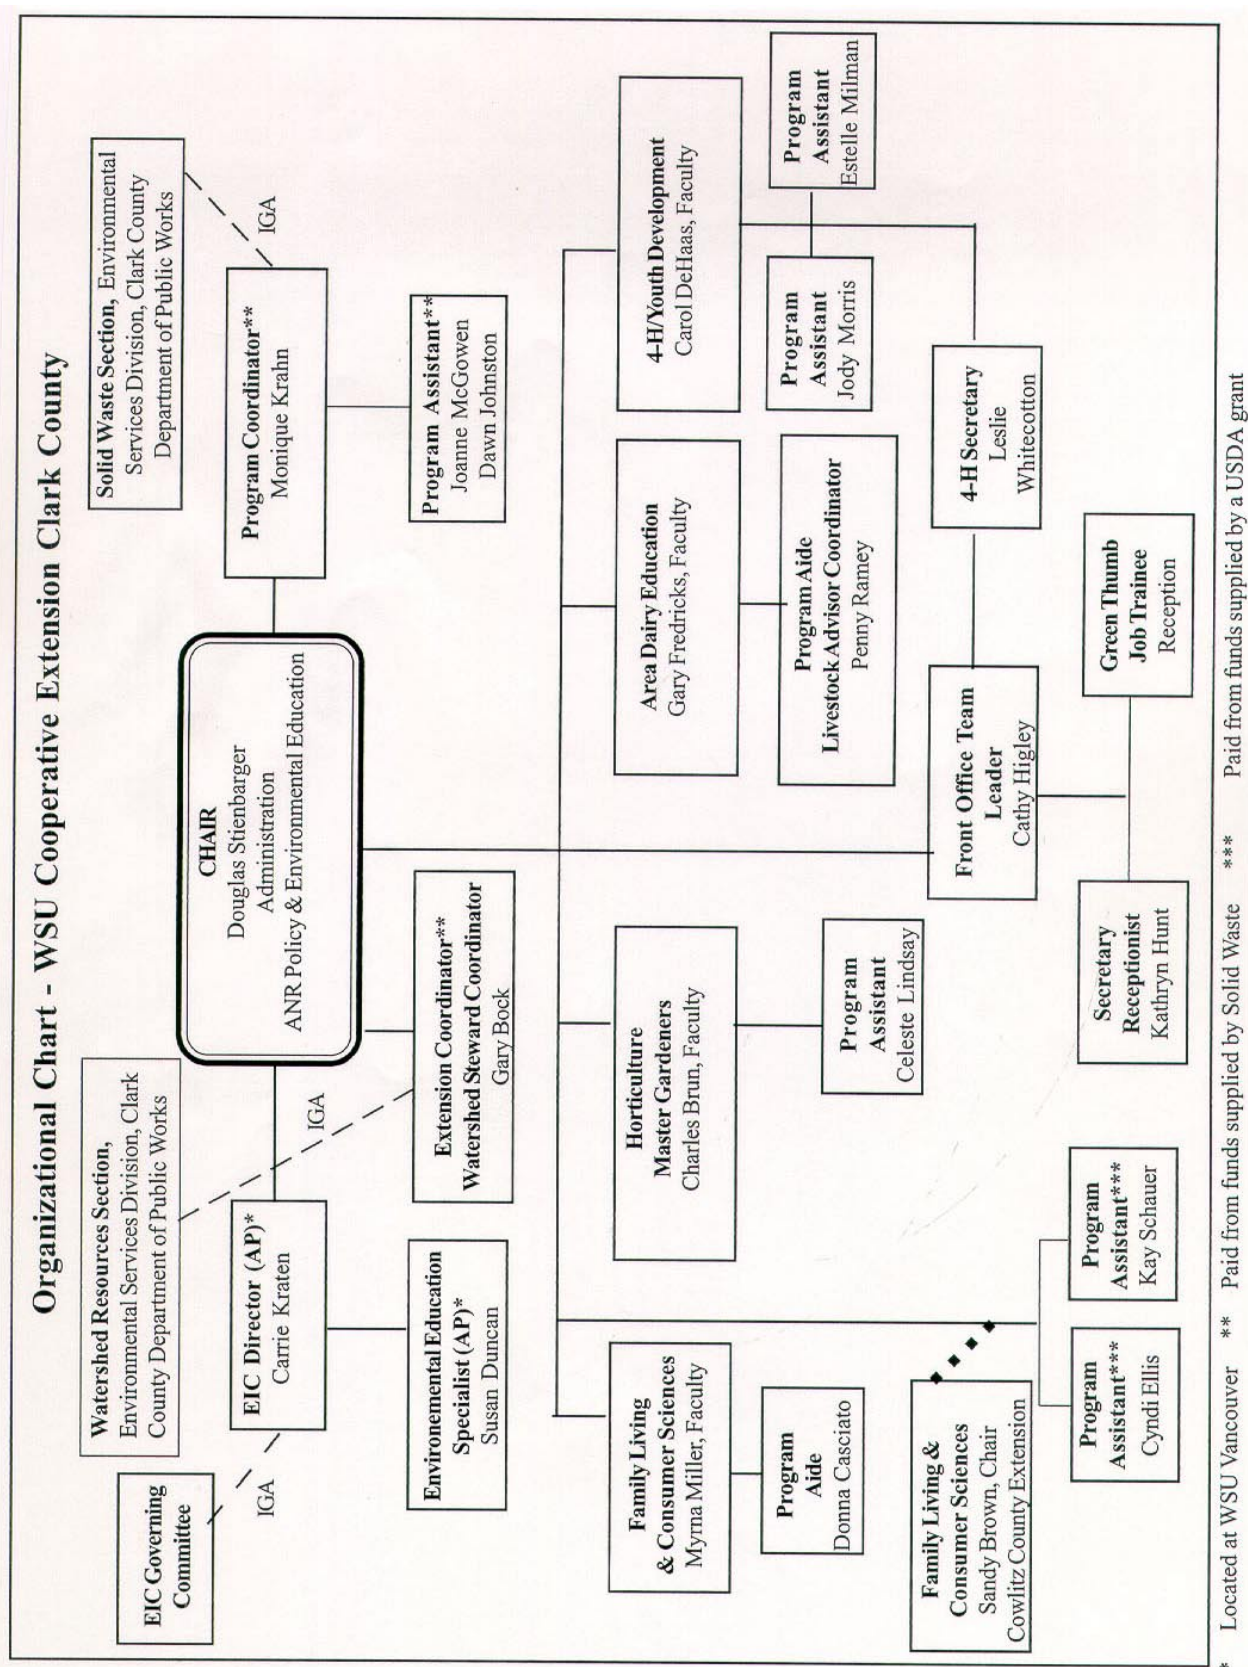 Organizational Chart - WSU Cooperative Extension Clark County
Watershed Resources Section,
Environmental Services Division, Clark
County Department of Public Works
Solid Waste Section, Environmental
Services Division, Clark County
Department of Public Works
EIC Governing
Committee
IGA
IGA
IGA
CHAIR
Douglas Stienbarger
Administration
ANR Policy & Environmental Education
EIC Director (AP)*
Carrie Kraten
Program Coordinator**
Monique Krahn
Environemental Education
Specialist (AP)*
Susan Duncan
Extension Coordinator**
Watershed Steward Coordinator
Gary Bock
Program Assistant**
Joanne McGowen
Dawn Johnston
Family Living
& Consumer Sciences
Myrna Miller, Faculty
Horticulture
Master Gardeners
Charles Brun, Faculty
Area Dairy Education
Gary Fredricks, Faculty
4-H/Youth Development
Carol DeHaas, Faculty
Program
Aide
Donna Casciato
Program
Assistant
Celeste Lindsay
Program Aide
Livestock Advisor Coordinator
Penny Ramey
Program
Assistant
Jody Morris
Program
Assistant
Estelle Milman
Family Living &
Consumer Sciences
Sandy Brown, Chair
Cowlitz County Extension
Front Office Team
Leader
Cathy Higley
4-H Secretary
Leslie
Whitecotton
Program
Assistant***
Cyndi Ellis
Program
Assistant***
Kay Schauer
Secretary
Receptionist
Kathryn Hunt
Green Thumb
Job Trainee
Reception
* Located at WSU Vancouver ** Paid from funds supplied by Solid Waste *** Paid from funds supplied by a USDA grant